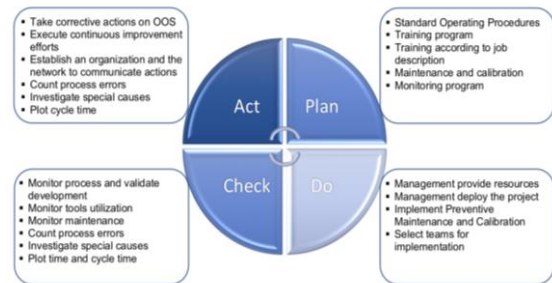 ▪ Take corrective actions on OOS
▪ Execute continuous improvement
efforts
▪ Establish an organization and the
network to communicate actions
▪ Count process errors
▪ Investigate special causes
▪ Plot cycle time
▪ Standard Operating Procedures
▪ Training program
▪ Training according to job
description
▪ Maintenance and calibration
▪ Monitoring program
Act
Plan
Check
Do
▪ Monitor process and validate
development
▪ Monitor tools utilization
▪ Monitor maintenance
▪ Count process errors
▪ Investigate special causes
▪ Plot time and cycle time
▪ Management provide resources
▪ Management deploy the project
▪ Implement Preventive
Maintenance and Calibration
▪ Select teams for
implementation